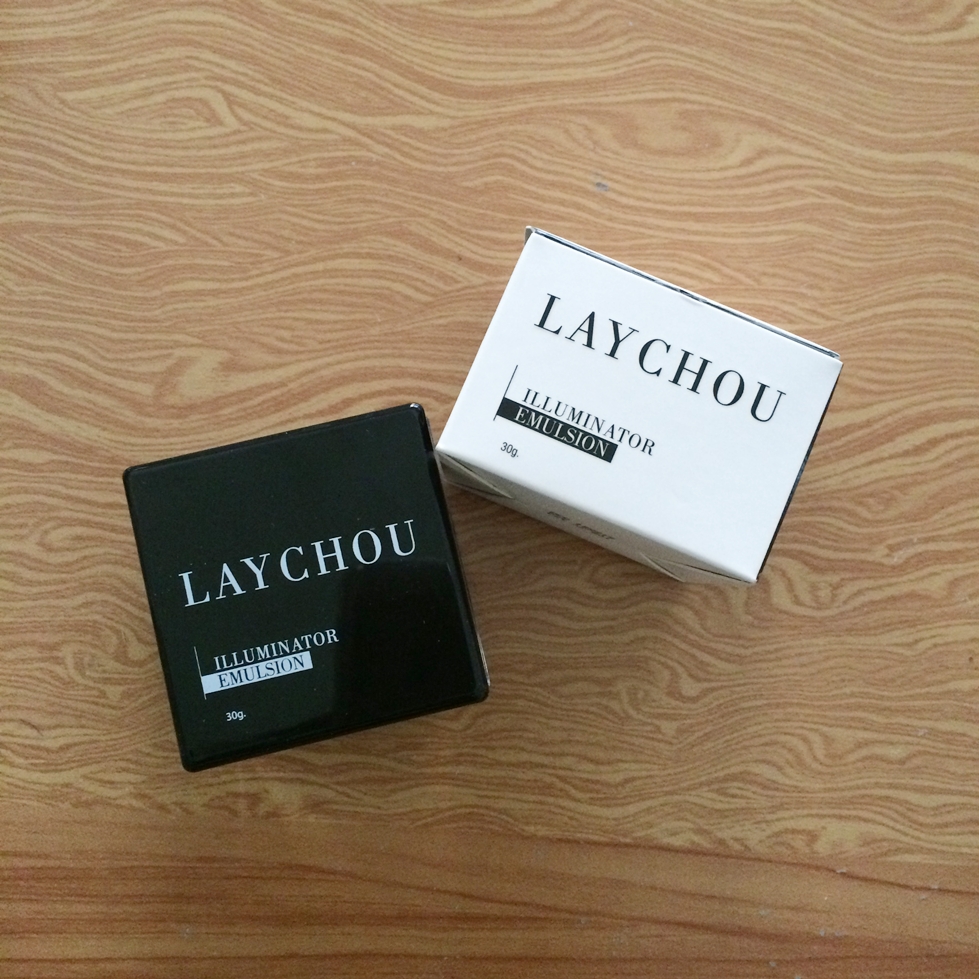 LAYCHOU
ILLUMINATOR
EMULSION
30g.
LAYCHOU
ILLUMINATOR
EMULSION
30g.